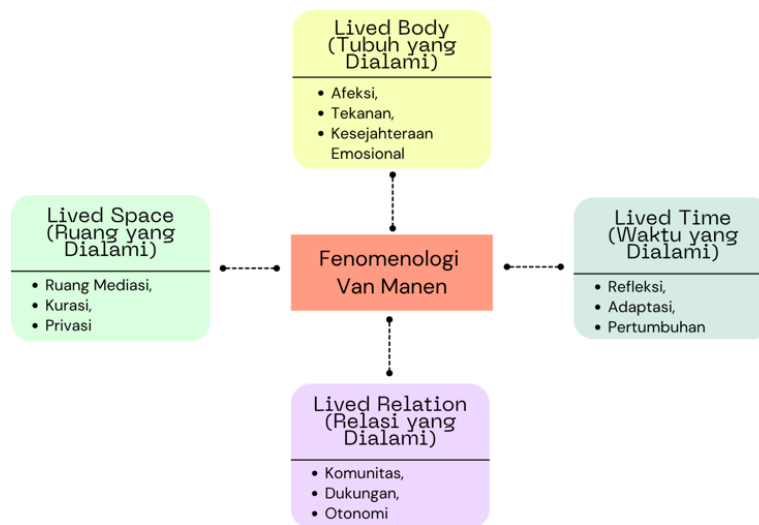 Lived Body
(Tubuh yang
Dialami)
• Afeksi,
• Tekanan,
• Kesejahteraan
Emosional
Lived Space
(Ruang yang
Dialami)
• Ruang Mediasi,
• Kurasi,
• Privasi
Fenomenologi
Van Manen
Lived Time
(Waktu yang
Dialami)
• Refleksi,
• Adaptasi,
• Pertumbuhan
Lived Relation
(Relasi yang
Dialami)
• Komunitas,
• Dukungan,
• Otonomi